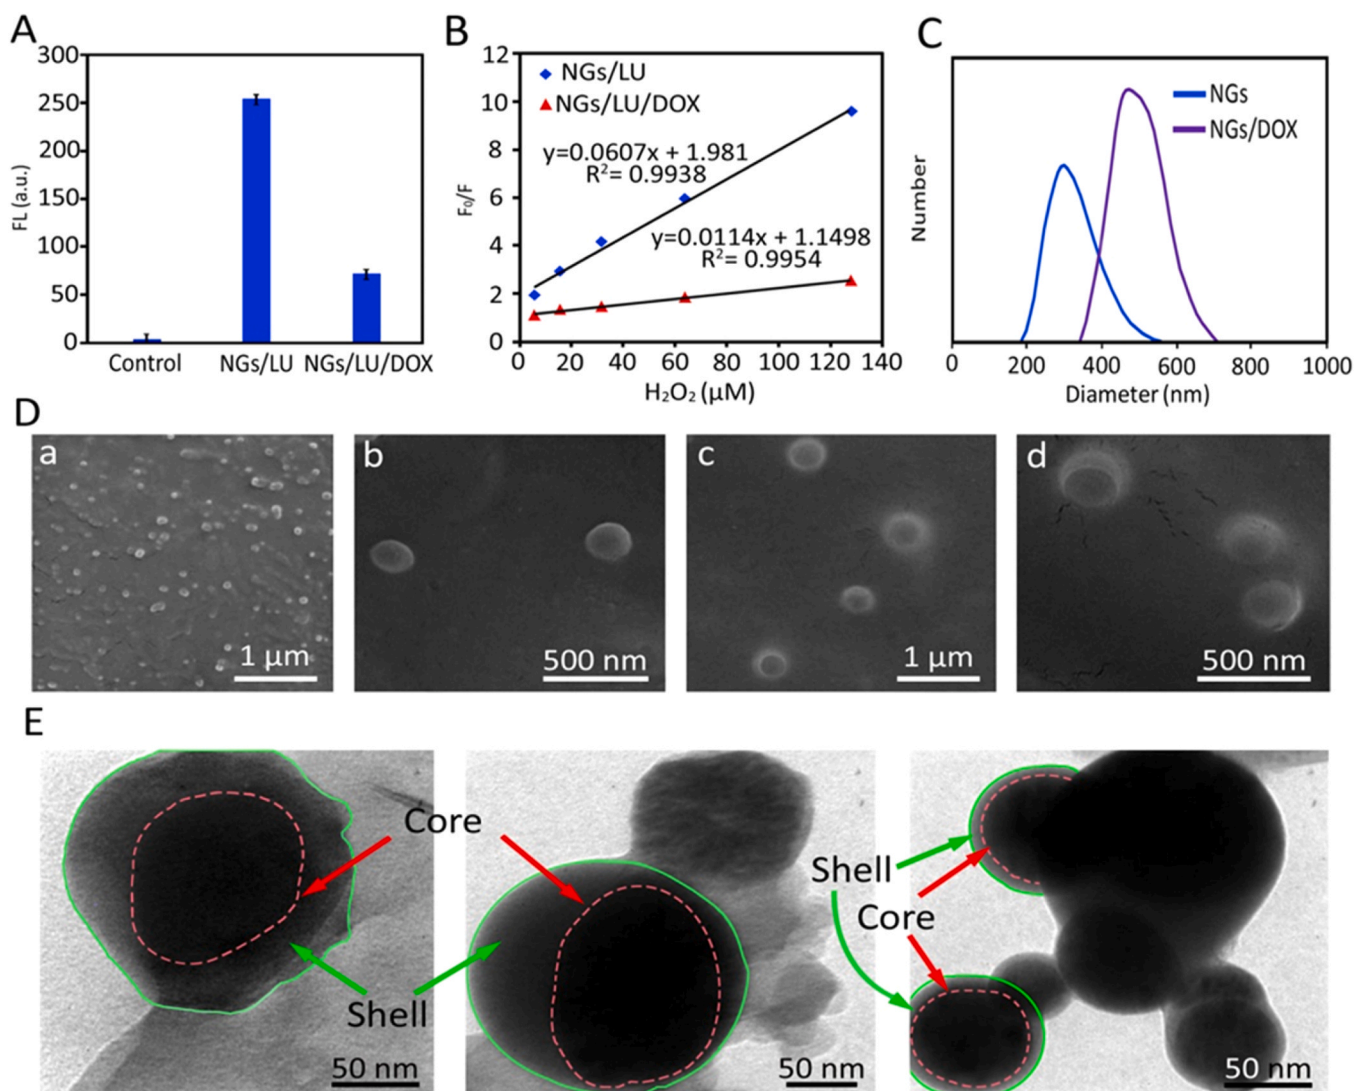 A
300
250
200
150
100
50
0
FL (a.u.)
Control NGs/LU NGs/LU/DOX
B
12
10
8
6
4
2
0
F₀/F
NGs/LU
NGs/LU/DOX
y=0.0607x + 1.981
R²= 0.9938
y=0.0114x + 1.1498
R²= 0.9954
0 20 40 60 80 100 120 140
H₂O₂ (μM)
C
Number
NGs
NGs/DOX
0 200 400 600 800 1000
Diameter (nm)
D
a
1 μm
b
500 nm
c
1 μm
d
500 nm
E
Core
Shell
50 nm
50 nm
Shell
Core
50 nm